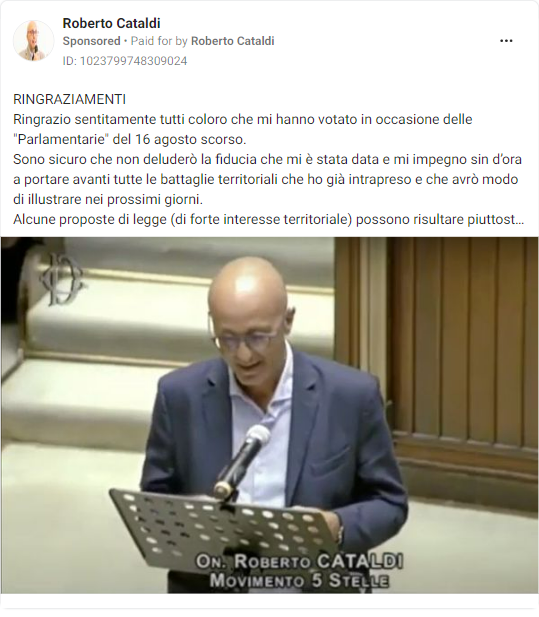 Roberto Cataldi
Sponsored • Paid for by Roberto Cataldi
ID: 1023799748309024
RINGRAZIAMENTI
Ringrazio sentitamente tutti coloro che mi hanno votato in occasione delle
"Parlamentarie" del 16 agosto scorso.
Sono sicuro che non deluderò la fiducia che mi è stata data e mi impegno sin d'ora
a portare avanti tutte le battaglie territoriali che ho già intrapreso e che avrò modo
di illustrare nei prossimi giorni.
Alcune proposte di legge (di forte interesse territoriale) possono risultare piuttost...
ON. ROBERTO CATALDI
MOVIMENTO 5 STELLE